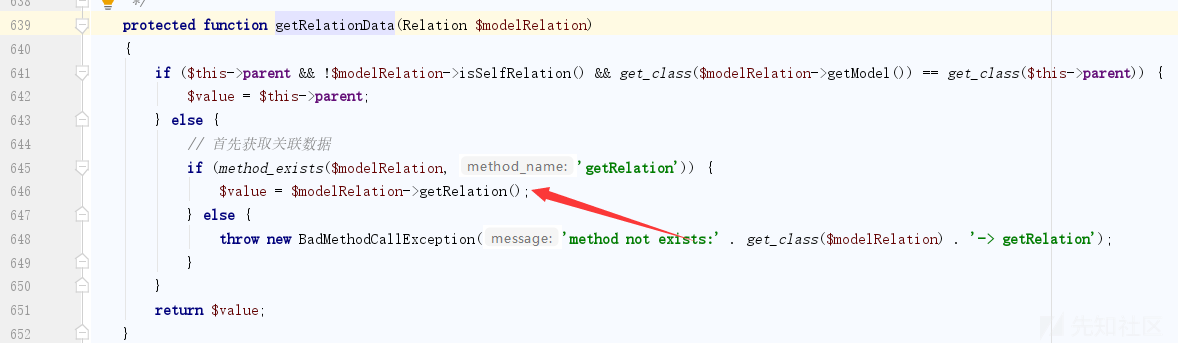 638 */
639 protected function getRelationData(Relation $modelRelation)
640 {
641 if ($this->parent && !$modelRelation->isSelfRelation() && get_class($modelRelation->getModel()) == get_class($this->parent)) {
642 $value = $this->parent;
643 } else {
644 // 首先获取关联数据
645 if (method_exists($modelRelation, method_name: 'getRelation')) {
646 $value = $modelRelation->getRelation();
647 } else {
648 throw new BadMethodCallException( message: 'method not exists:' . get_class($modelRelation) . '-> getRelation');
649 }
650 }
651 return $value;
652 }
先知社区